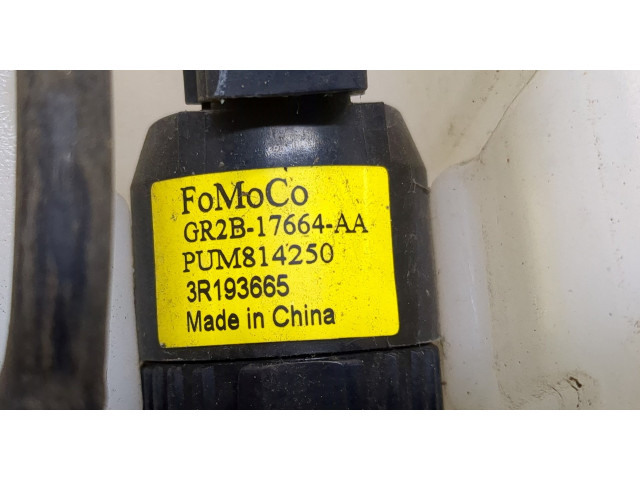 FoMoCo
GR2B-17664-AA
PUM814250
3R193665
Made in China